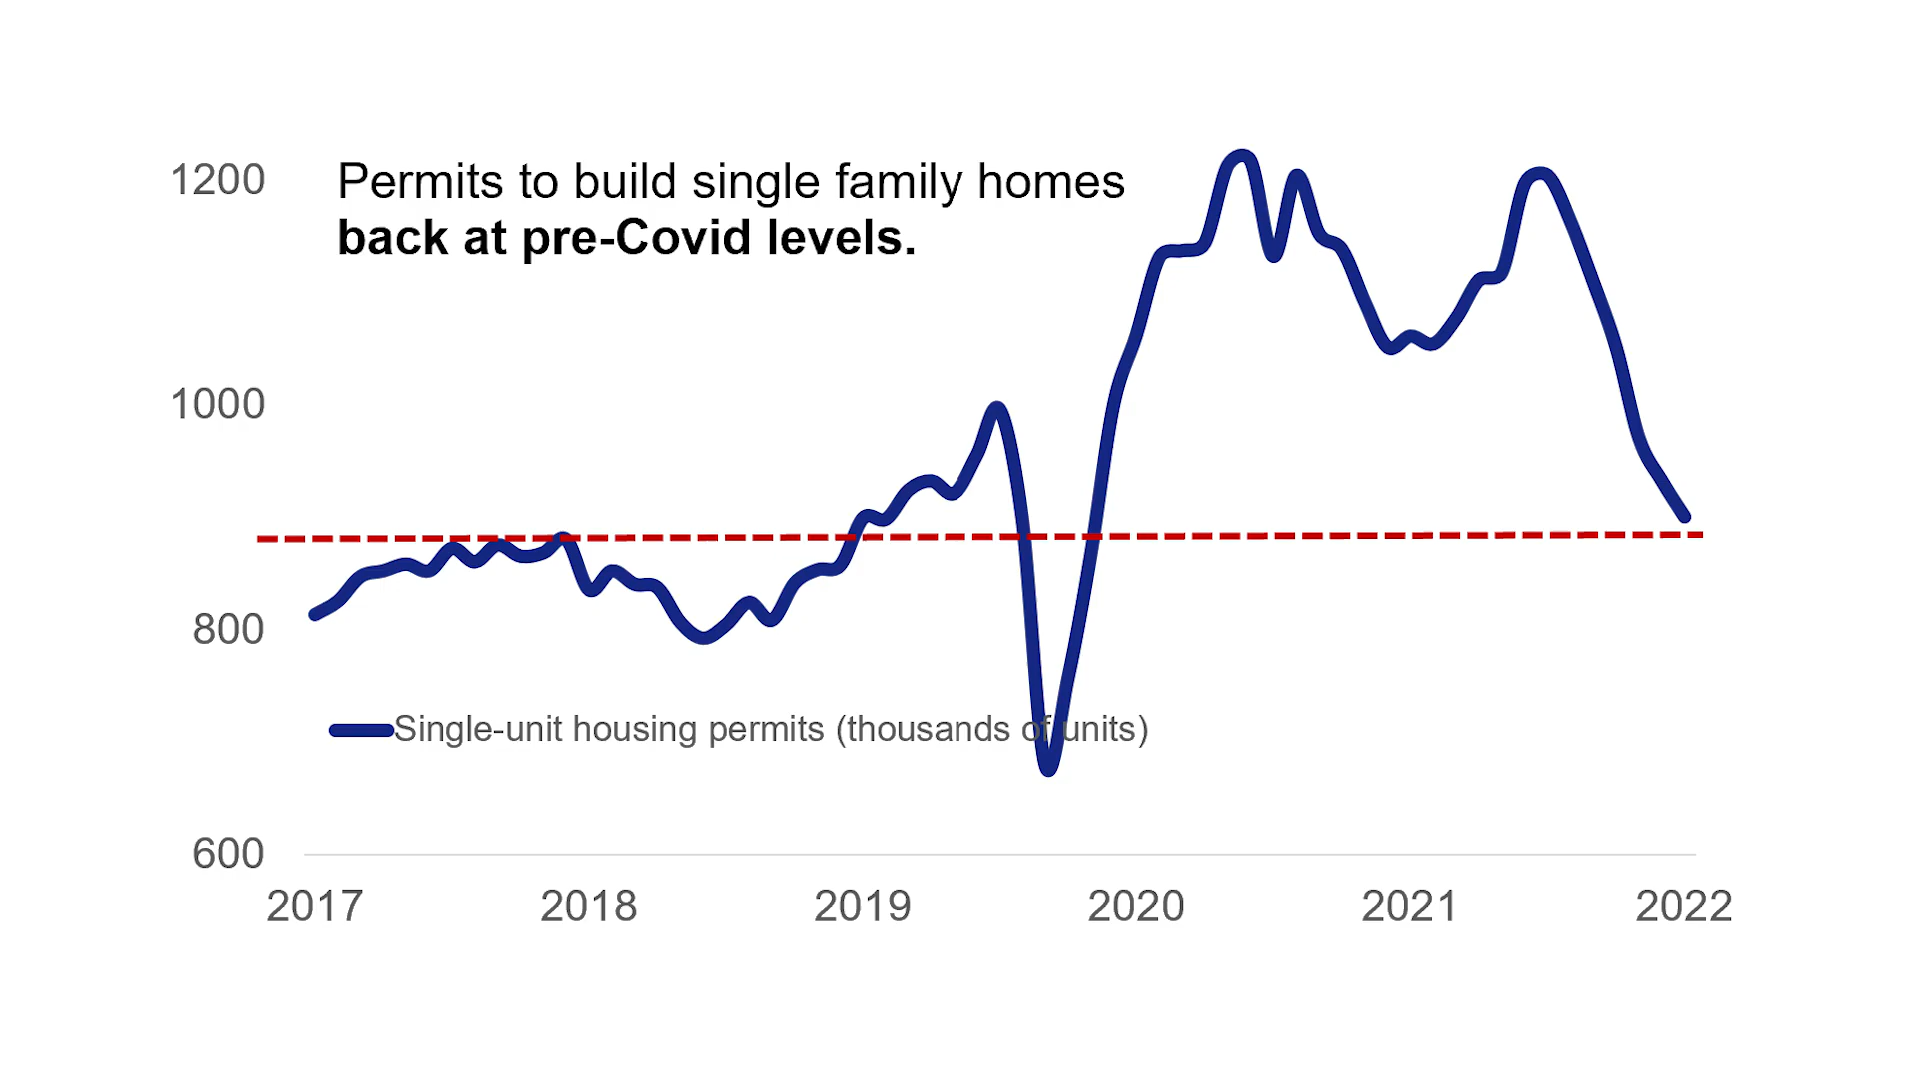 1200
Permits to build single family homes
back at pre-Covid levels.
1000
800
Single-unit housing permits (thousands of units)
600
2017 2018 2019 2020 2021 2022